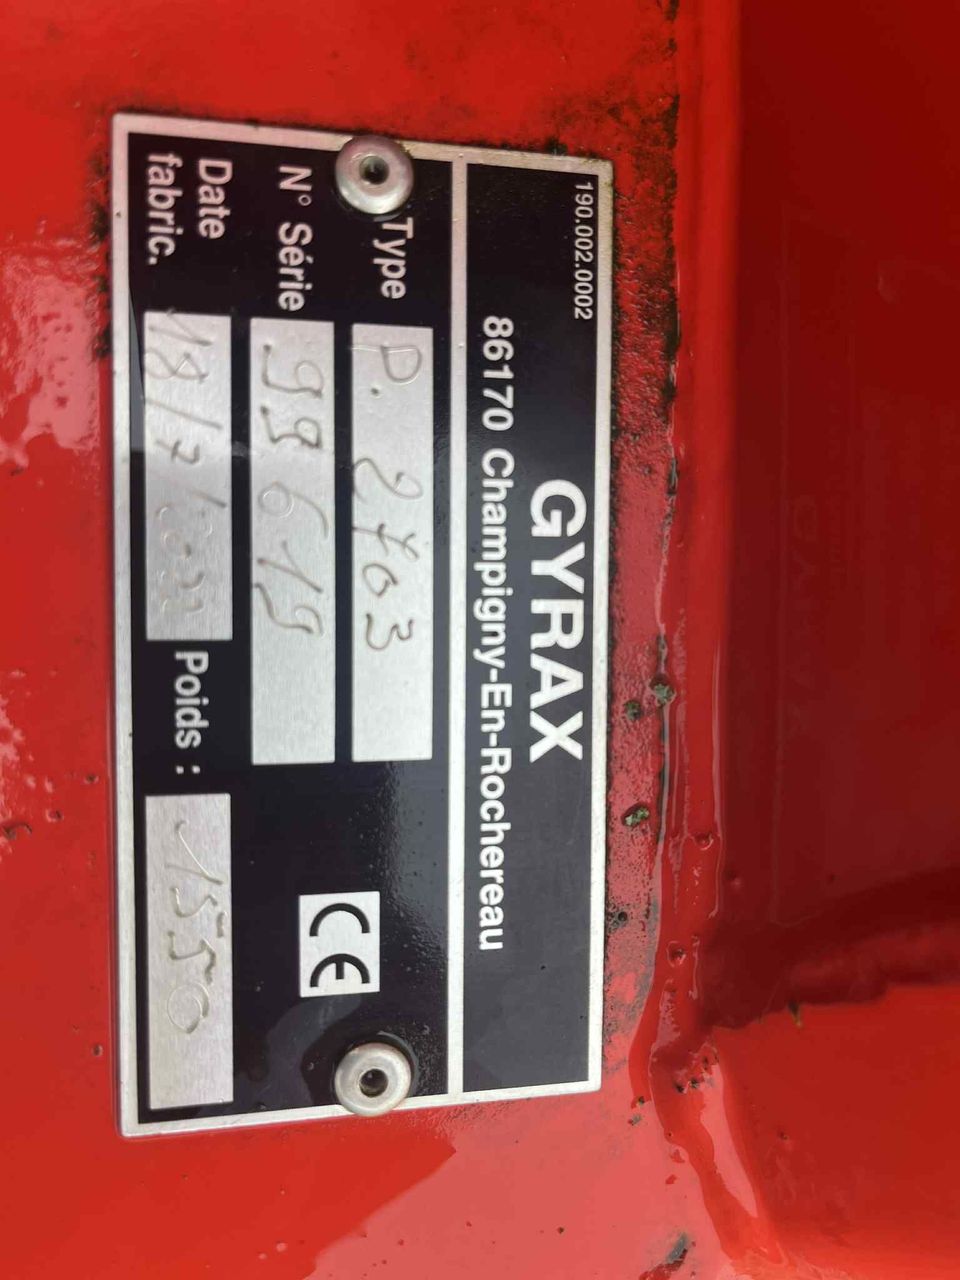 190.002.0002
GYRAX
86170 Champigny-En-Rochereau
Type P. 2703
N° Série 99619
CE
Date fabric. 18/7/2022 Poids : 1550